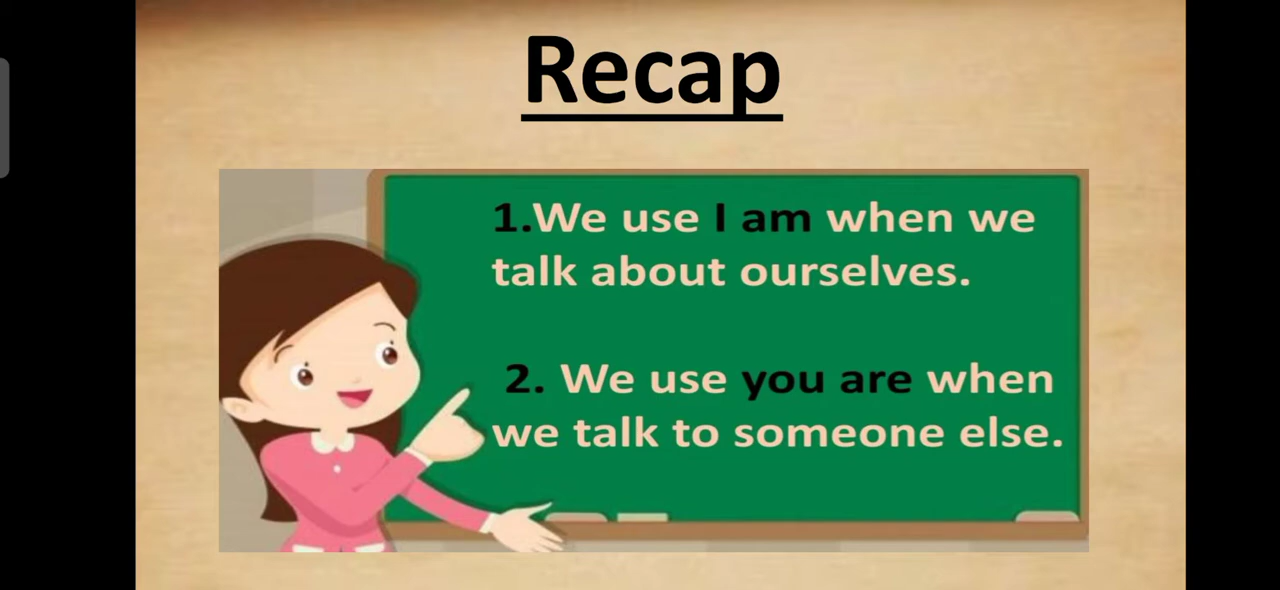 Recap
1.We use I am when we
talk about ourselves.
2. We use you are when
we talk to someone else.